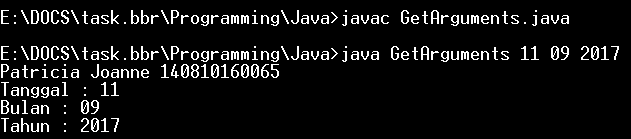 E:\DOCS\task.bbr\Programming\Java>javac GetArguments.java
E:\DOCS\task.bbr\Programming\Java>java GetArguments 11 09 2017
Patricia Joanne 140810160065
Tanggal : 11
Bulan : 09
Tahun : 2017